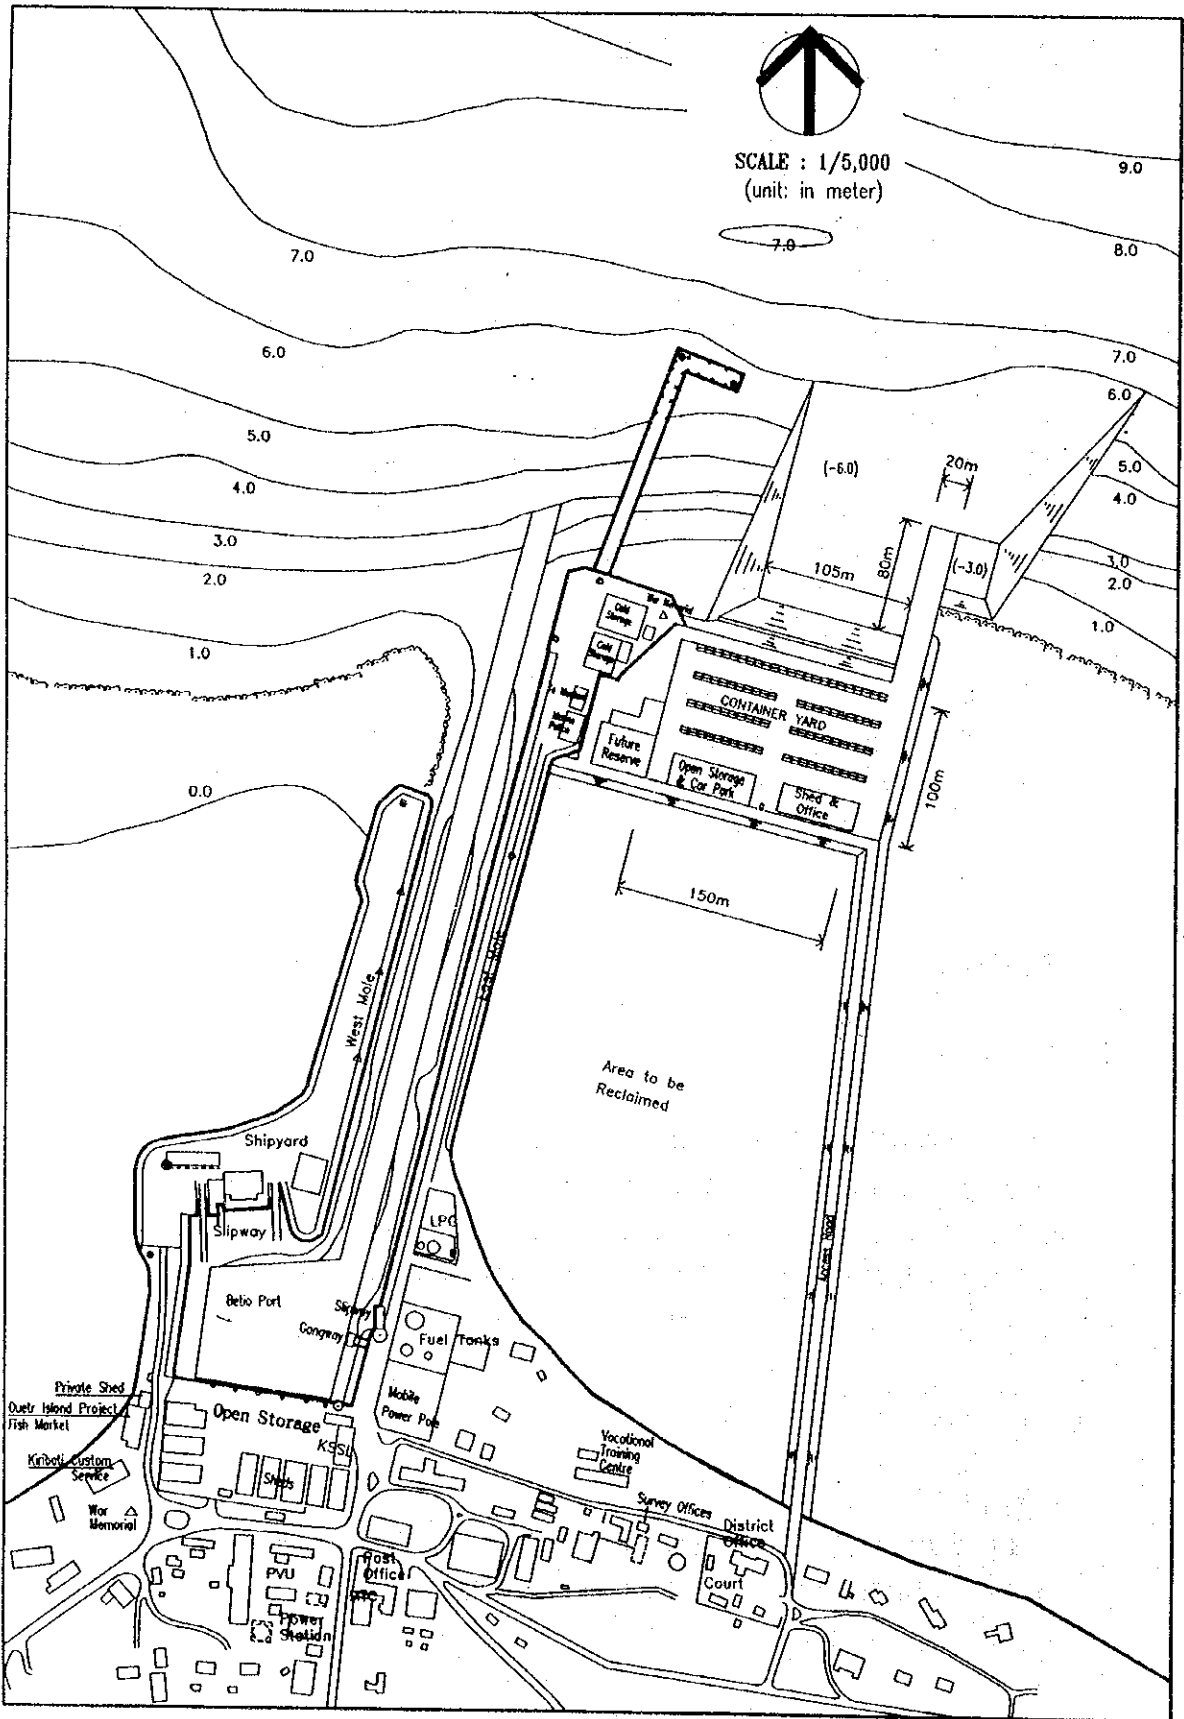 SCALE : 1/5,000
(unit: in meter)
9.0
8.0
7.0
7.0
7.0
6.0
6.0
5.0
5.0
4.0
4.0
3.0
3.0
2.0
2.0
1.0
1.0
0.0
(-6.0)
20m
80m
105m
(-3.0)
War Memorial
Cold
Storage
Cold
Storage
Marine
Police
CONTAINER YARD
Future
Reserve
Open Storage
& Car Park
Shed &
Office
100m
150m
East Mole
West Mole
Area to be
Reclaimed
Access Road
Shipyard
Slipway
LPG
Betio Port
Slipway
Gangway
Fuel Tanks
Mobile
Power Pole
Private Shed
Outer Island Project
Fish Market
Kiribati Custom
Service
War
Memorial
Open Storage
KSSL
Sheds
Vocational
Training
Centre
Survey Offices
District
Office
Court
Post
Office
PVU
Power
Station